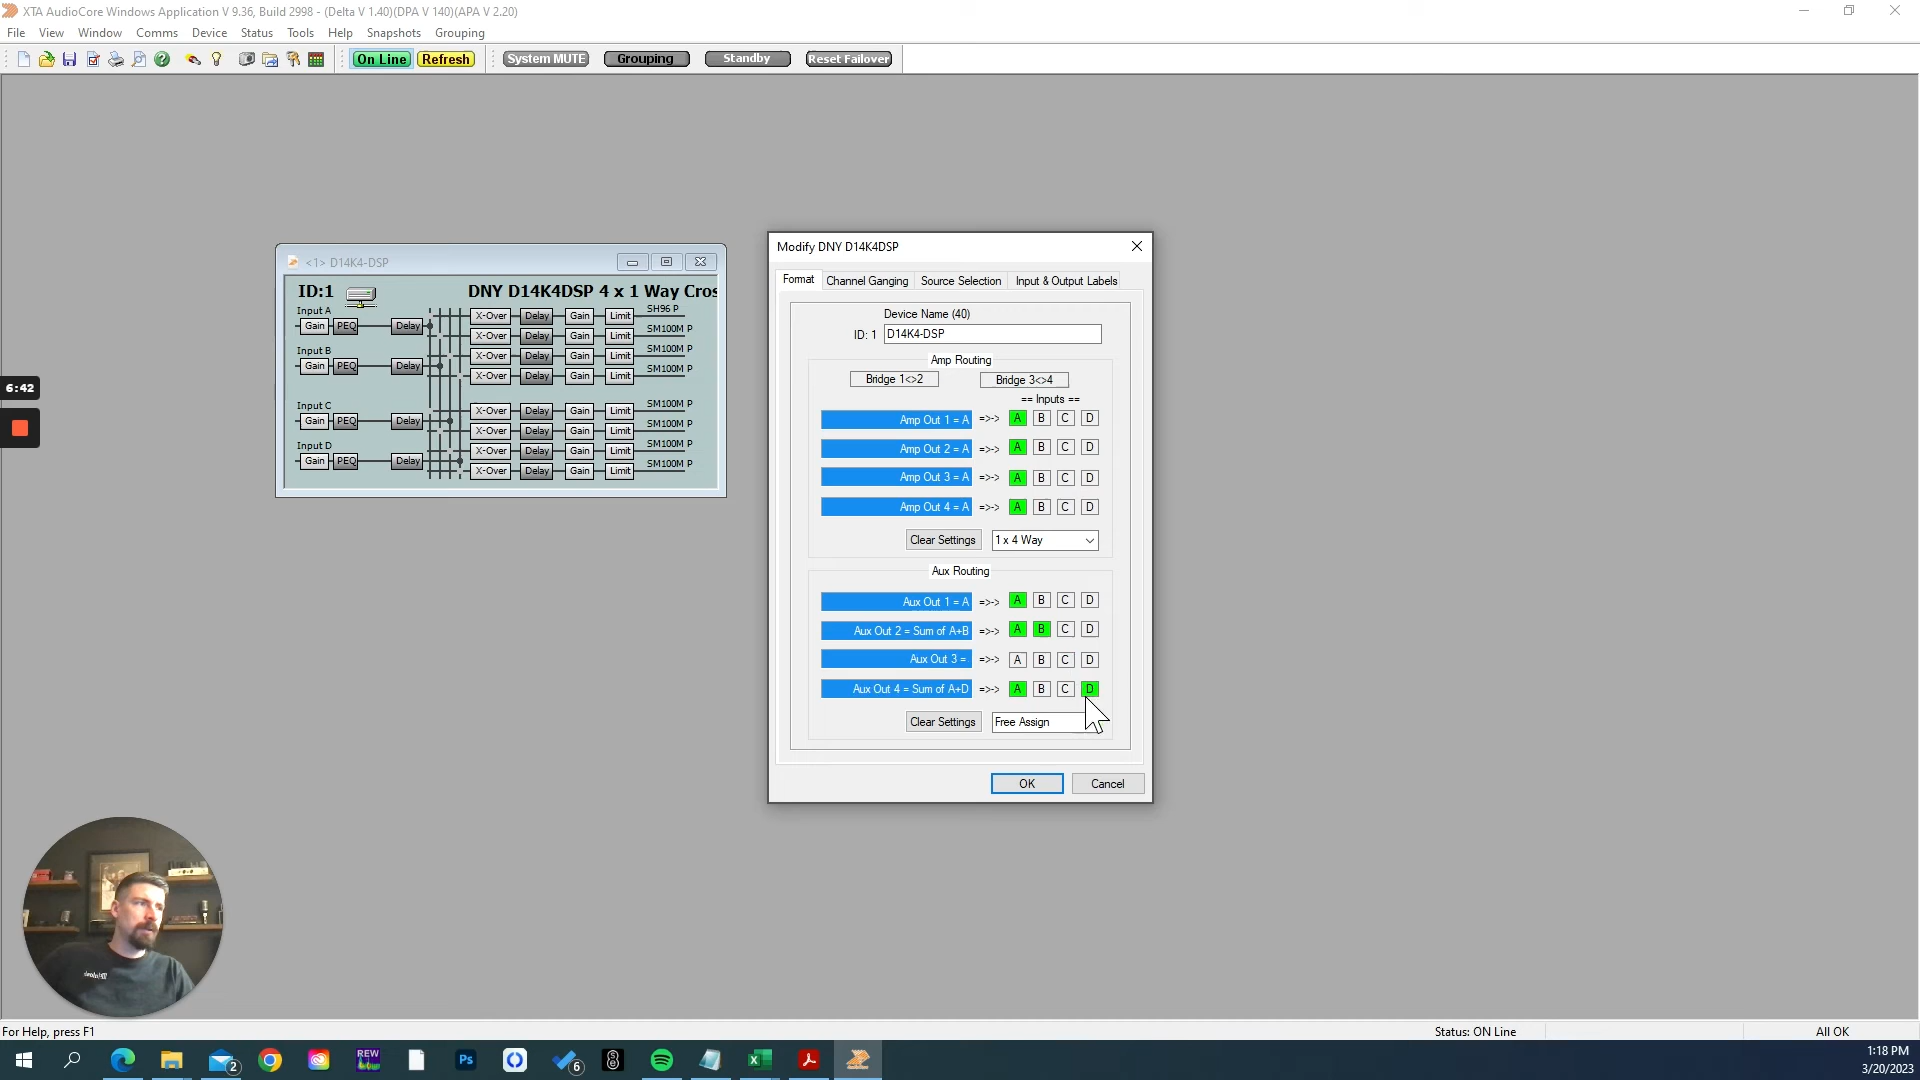 XTA AudioCore Windows Application V 9.36, Build 2998 - (Delta V 1.40)(DPA V 140)(APA V 2.20)
File View Window Comms Device Status Tools Help Snapshots Grouping
On Line Refresh System MUTE Grouping Standby Reset Failover
<1> D14K4-DSP
ID:1 DNY D14K4DSP 4 x 1 Way Cros
Input A
Gain PEQ Delay
Input B
Gain PEQ Delay
Input C
Gain PEQ Delay
Input D
Gain PEQ Delay
X-Over Delay Gain Limit SH96 P
X-Over Delay Gain Limit SM100M P
X-Over Delay Gain Limit SM100M P
X-Over Delay Gain Limit SM100M P
X-Over Delay Gain Limit SM100M P
X-Over Delay Gain Limit SM100M P
X-Over Delay Gain Limit SM100M P
X-Over Delay Gain Limit SM100M P
Modify DNY D14K4DSP
Format Channel Ganging Source Selection Input & Output Labels
Device Name (40)
ID: 1 D14K4-DSP
Amp Routing
Bridge 1<>2 Bridge 3<>4
== Inputs ==
Amp Out 1 = A =>-> A B C D
Amp Out 2 = A =>-> A B C D
Amp Out 3 = A =>-> A B C D
Amp Out 4 = A =>-> A B C D
Clear Settings 1 x 4 Way
Aux Routing
Aux Out 1 = A =>-> A B C D
Aux Out 2 = Sum of A+B =>-> A B C D
Aux Out 3 = =>-> A B C D
Aux Out 4 = Sum of A+D =>-> A B C D
Clear Settings Free Assign
OK Cancel
6:42
For Help, press F1 Status: ON Line All OK
2 REW Ps 6
1:18 PM
3/20/2023